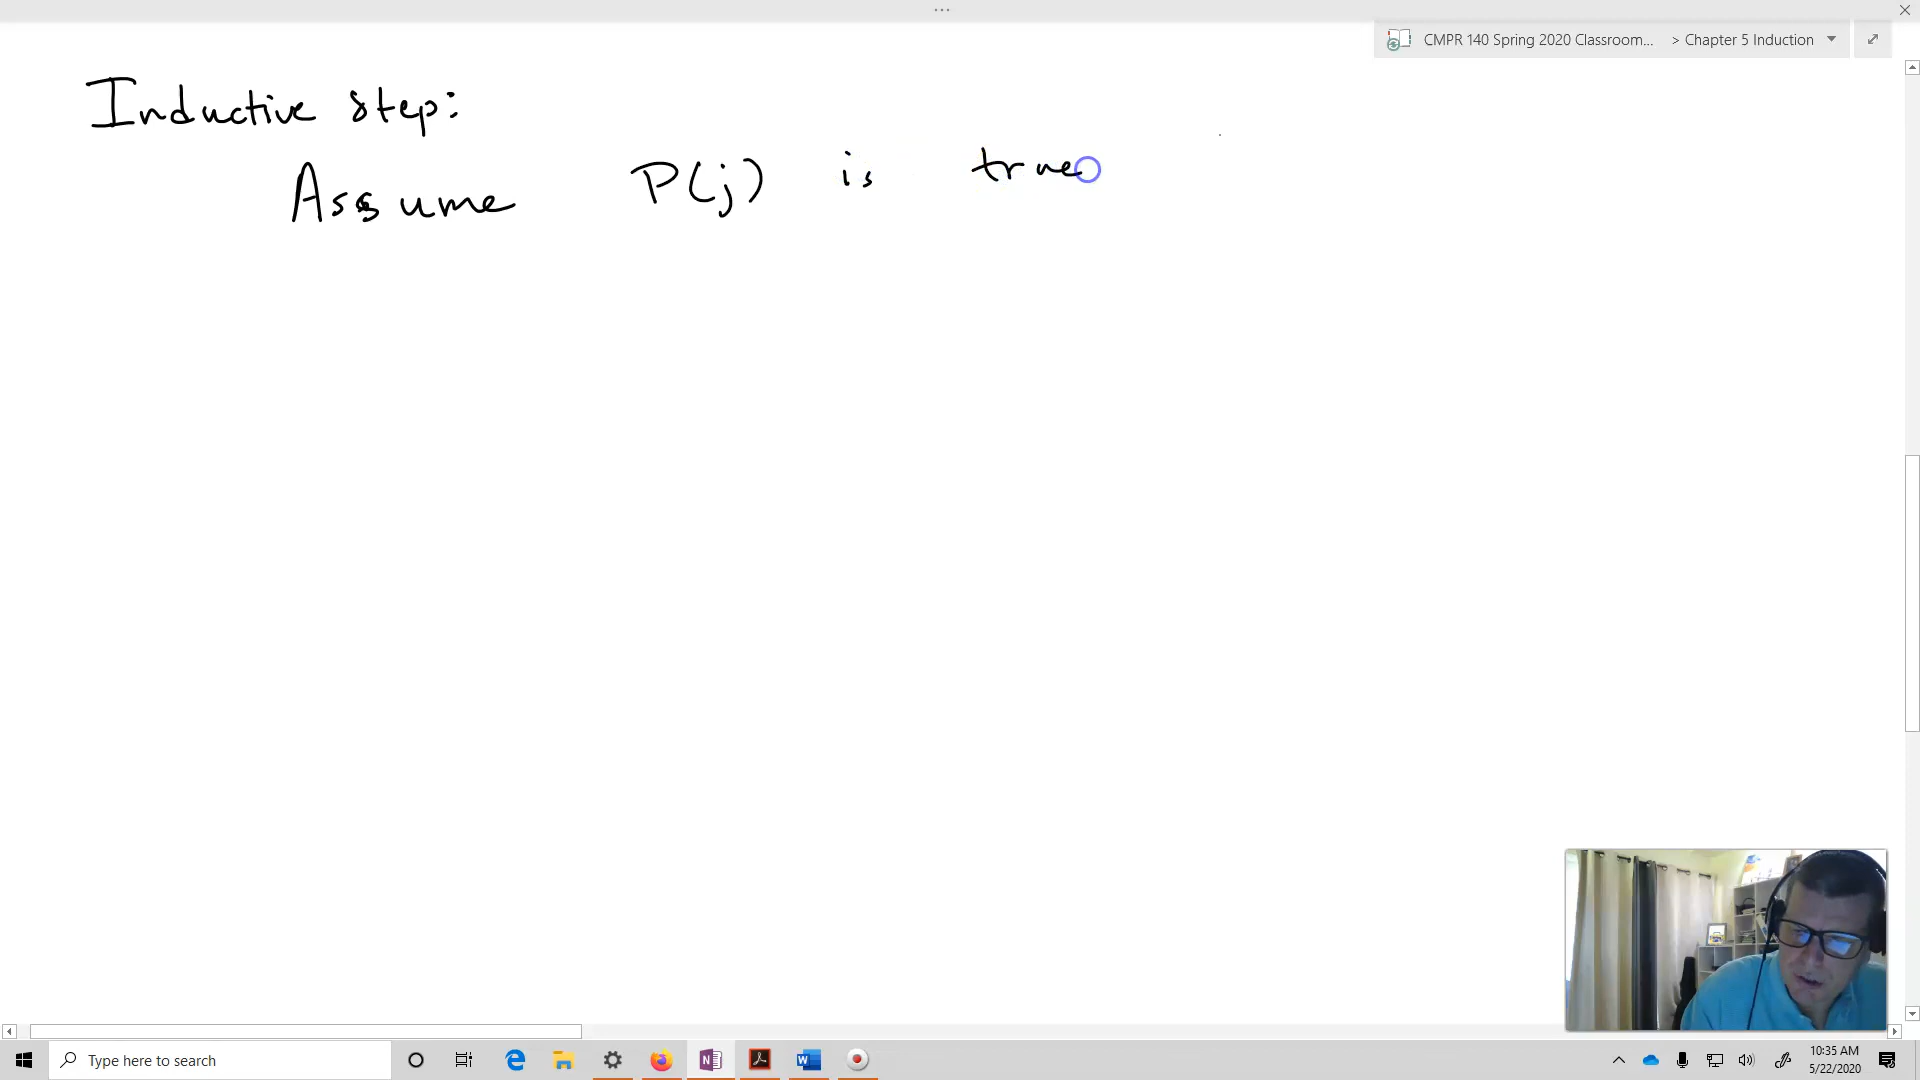 ...
CMPR 140 Spring 2020 Classroom... > Chapter 5 Induction
Inductive step:
Assume P(j) is true
Type here to search
10:35 AM
5/22/2020